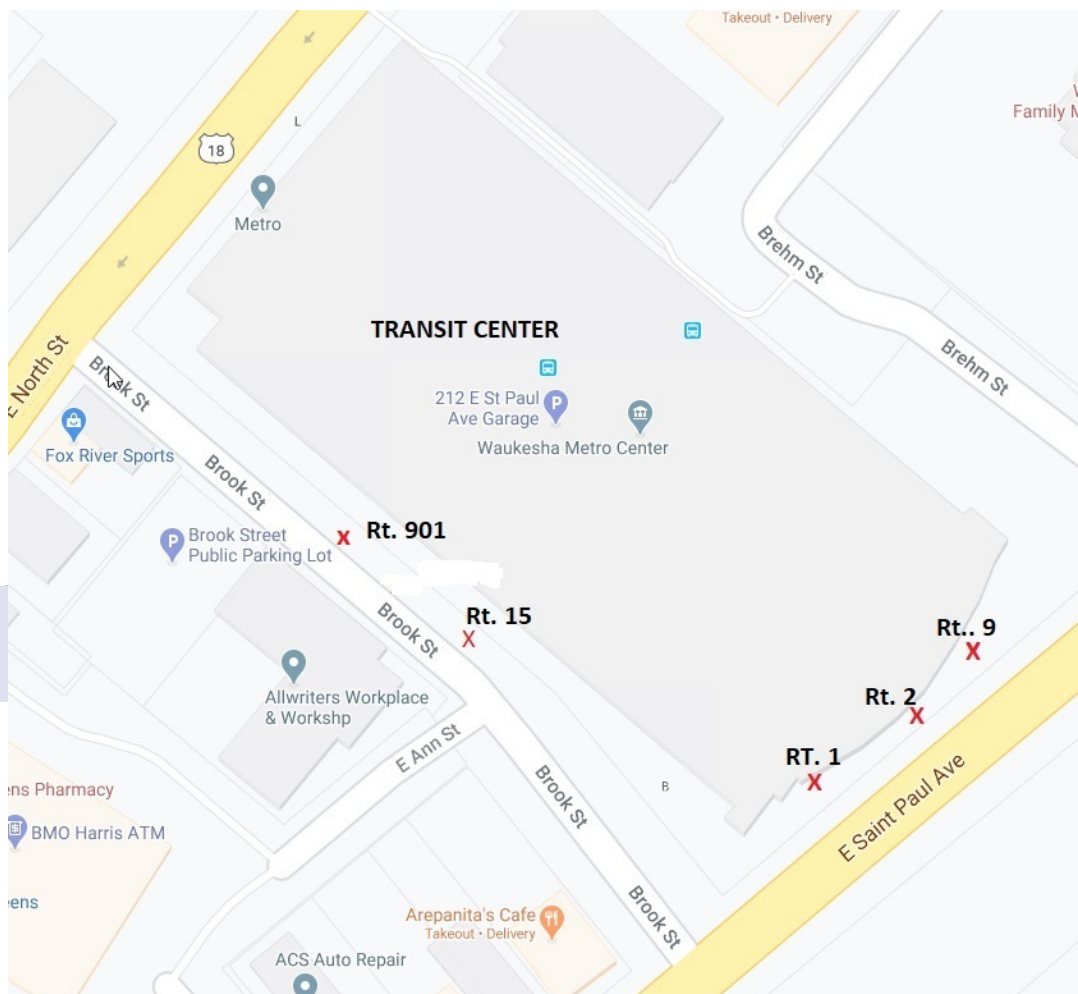 Takeout • Delivery
Family M
18
L
Metro
Brehm St
TRANSIT CENTER
E North St
Brook St
Brehm St
212 E St Paul
Ave Garage
P
Waukesha Metro Center
Fox River Sports
Brook St
x Rt. 901
P
Brook Street
Public Parking Lot
Rt. 15
X
Brook St
Rt.. 9
X
Allwriters Workplace
& Workshp
Rt. 2
X
E Ann St
RT. 1
X
B
Brook St
E Saint Paul Ave
ens Pharmacy
BMO Harris ATM
ens
Brook St
Arepanita's Cafe
Takeout • Delivery
ACS Auto Repair